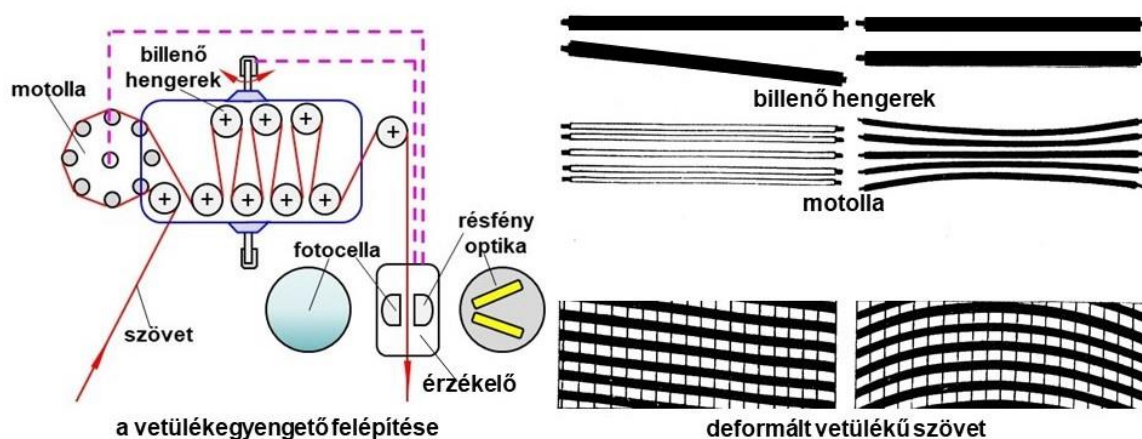 billenő
hengerek
motolla
fotocella
résfény
optika
szövet
érzékelő
a vetülékegyengető felépítése
billenő hengerek
motolla
deformált vetülékű szövet